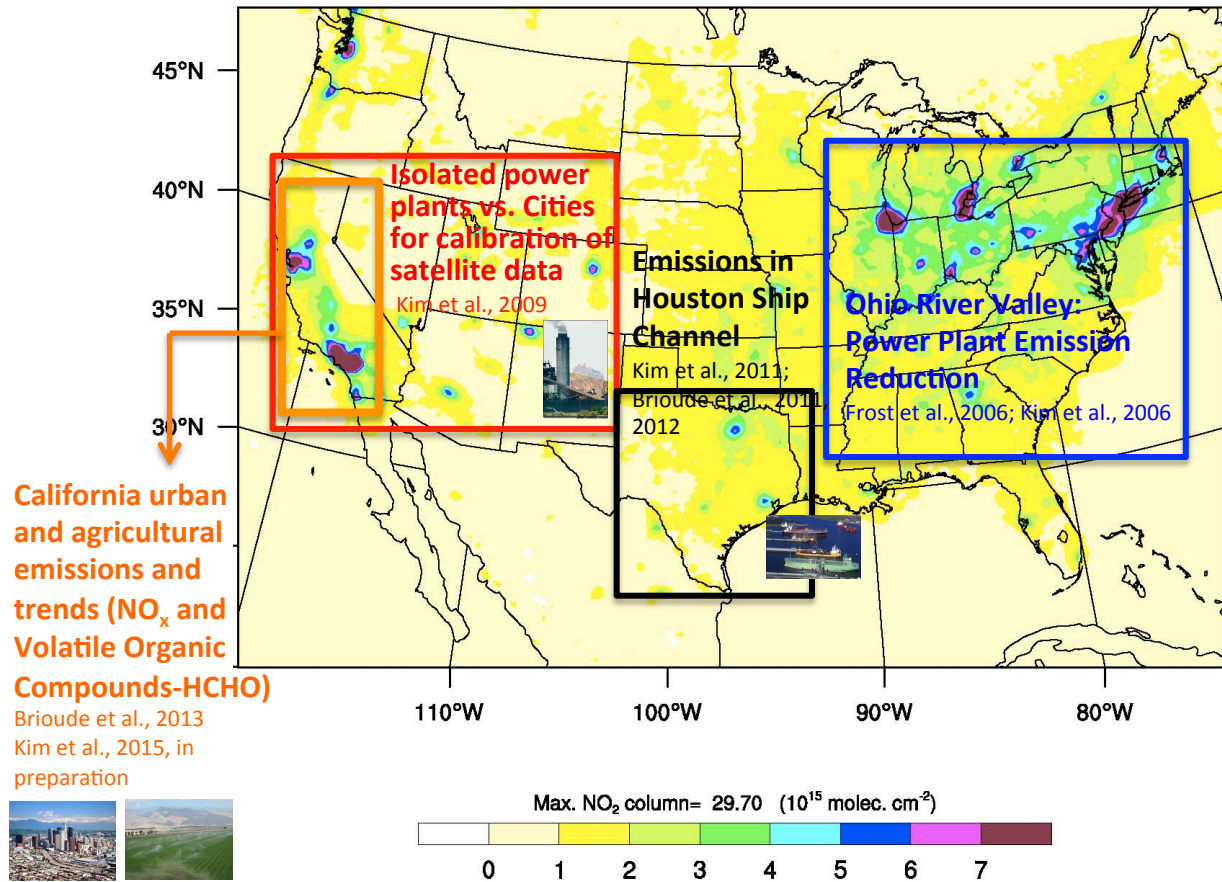 45°N
40°N
35°N
30°N
Isolated power
plants vs. Cities
for calibration of
satellite data
Kim et al., 2009
Emissions in
Houston Ship
Channel
Kim et al., 2011;
Brioude et al., 2011,
2012
Ohio River Valley:
Power Plant Emission
Reduction
Frost et al., 2006; Kim et al., 2006
California urban
and agricultural
emissions and
trends (NOx and
Volatile Organic
Compounds-HCHO)
Brioude et al., 2013
Kim et al., 2015, in
preparation
110°W 100°W 90°W 80°W
Max. NO2 column= 29.70 (10^15 molec. cm^-2)
0 1 2 3 4 5 6 7